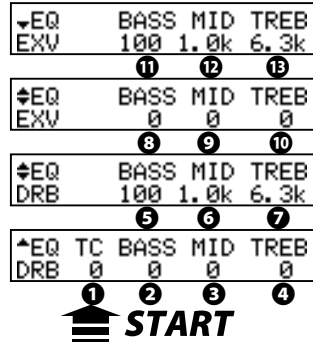 ▼EQ BASS MID TREB
EXV 100 1.0k 6.3k
⓫ ⓬ ⓭
♦EQ BASS MID TREB
EXV 0 0 0
❽ ❾ ❿
♦EQ BASS MID TREB
DRB 100 1.0k 6.3k
❺ ❻ ❼
▲EQ TC BASS MID TREB
DRB 0 0 0 0
❶ ❷ ❸ ❹
START